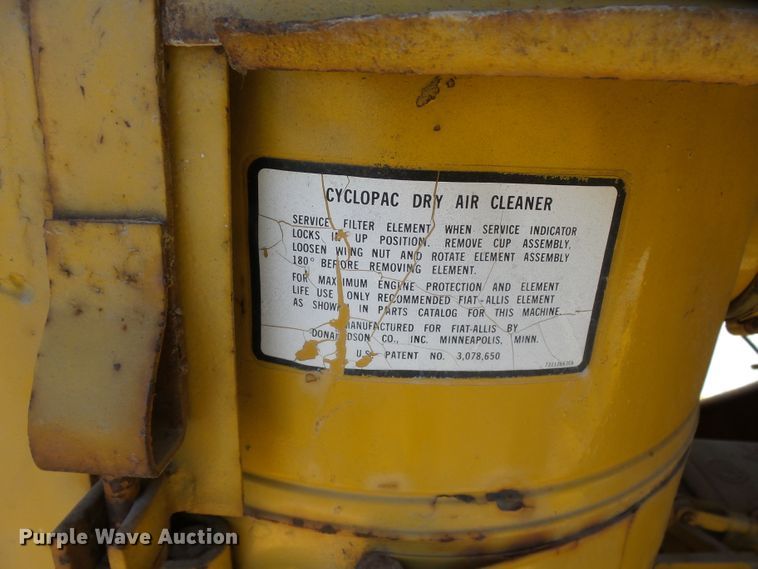 CYCLOPAC DRY AIR CLEANER
SERVICE FILTER ELEMENT WHEN SERVICE INDICATOR
LOCKS IN UP POSITION. REMOVE CUP ASSEMBLY,
LOOSEN WING NUT AND ROTATE ELEMENT ASSEMBLY
180° BEFORE REMOVING ELEMENT.
FOR MAXIMUM ENGINE PROTECTION AND ELEMENT
LIFE USE ONLY RECOMMENDED FIAT-ALLIS ELEMENT
AS SHOWN IN PARTS CATALOG FOR THIS MACHINE.
MANUFACTURED FOR FIAT-ALLIS BY
DONALDSON CO., INC. MINNEAPOLIS, MINN.
U.S. PATENT NO. 3,078,650
Purple Wave Auction